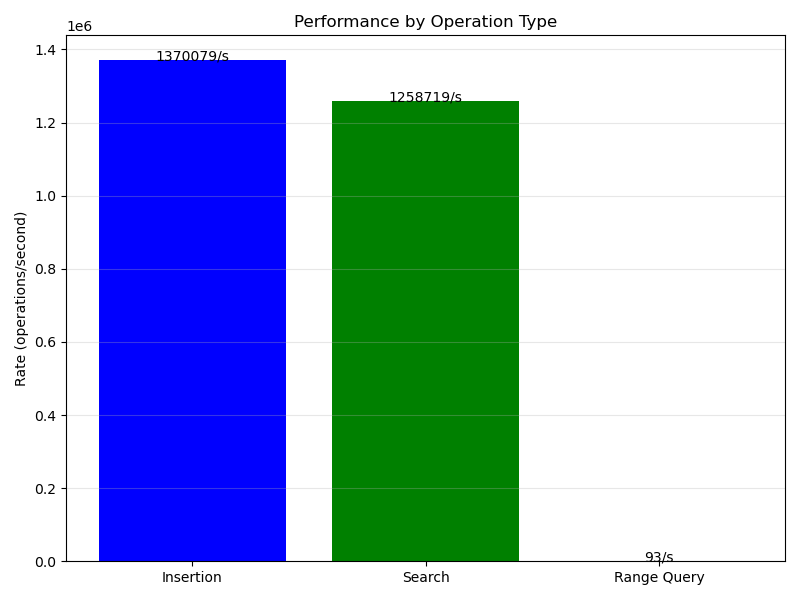 Performance by Operation Type
1e6
1.4
1.2
1.0
0.8
0.6
0.4
0.2
0.0
Rate (operations/second)
1370079/s
1258719/s
93/s
Insertion
Search
Range Query